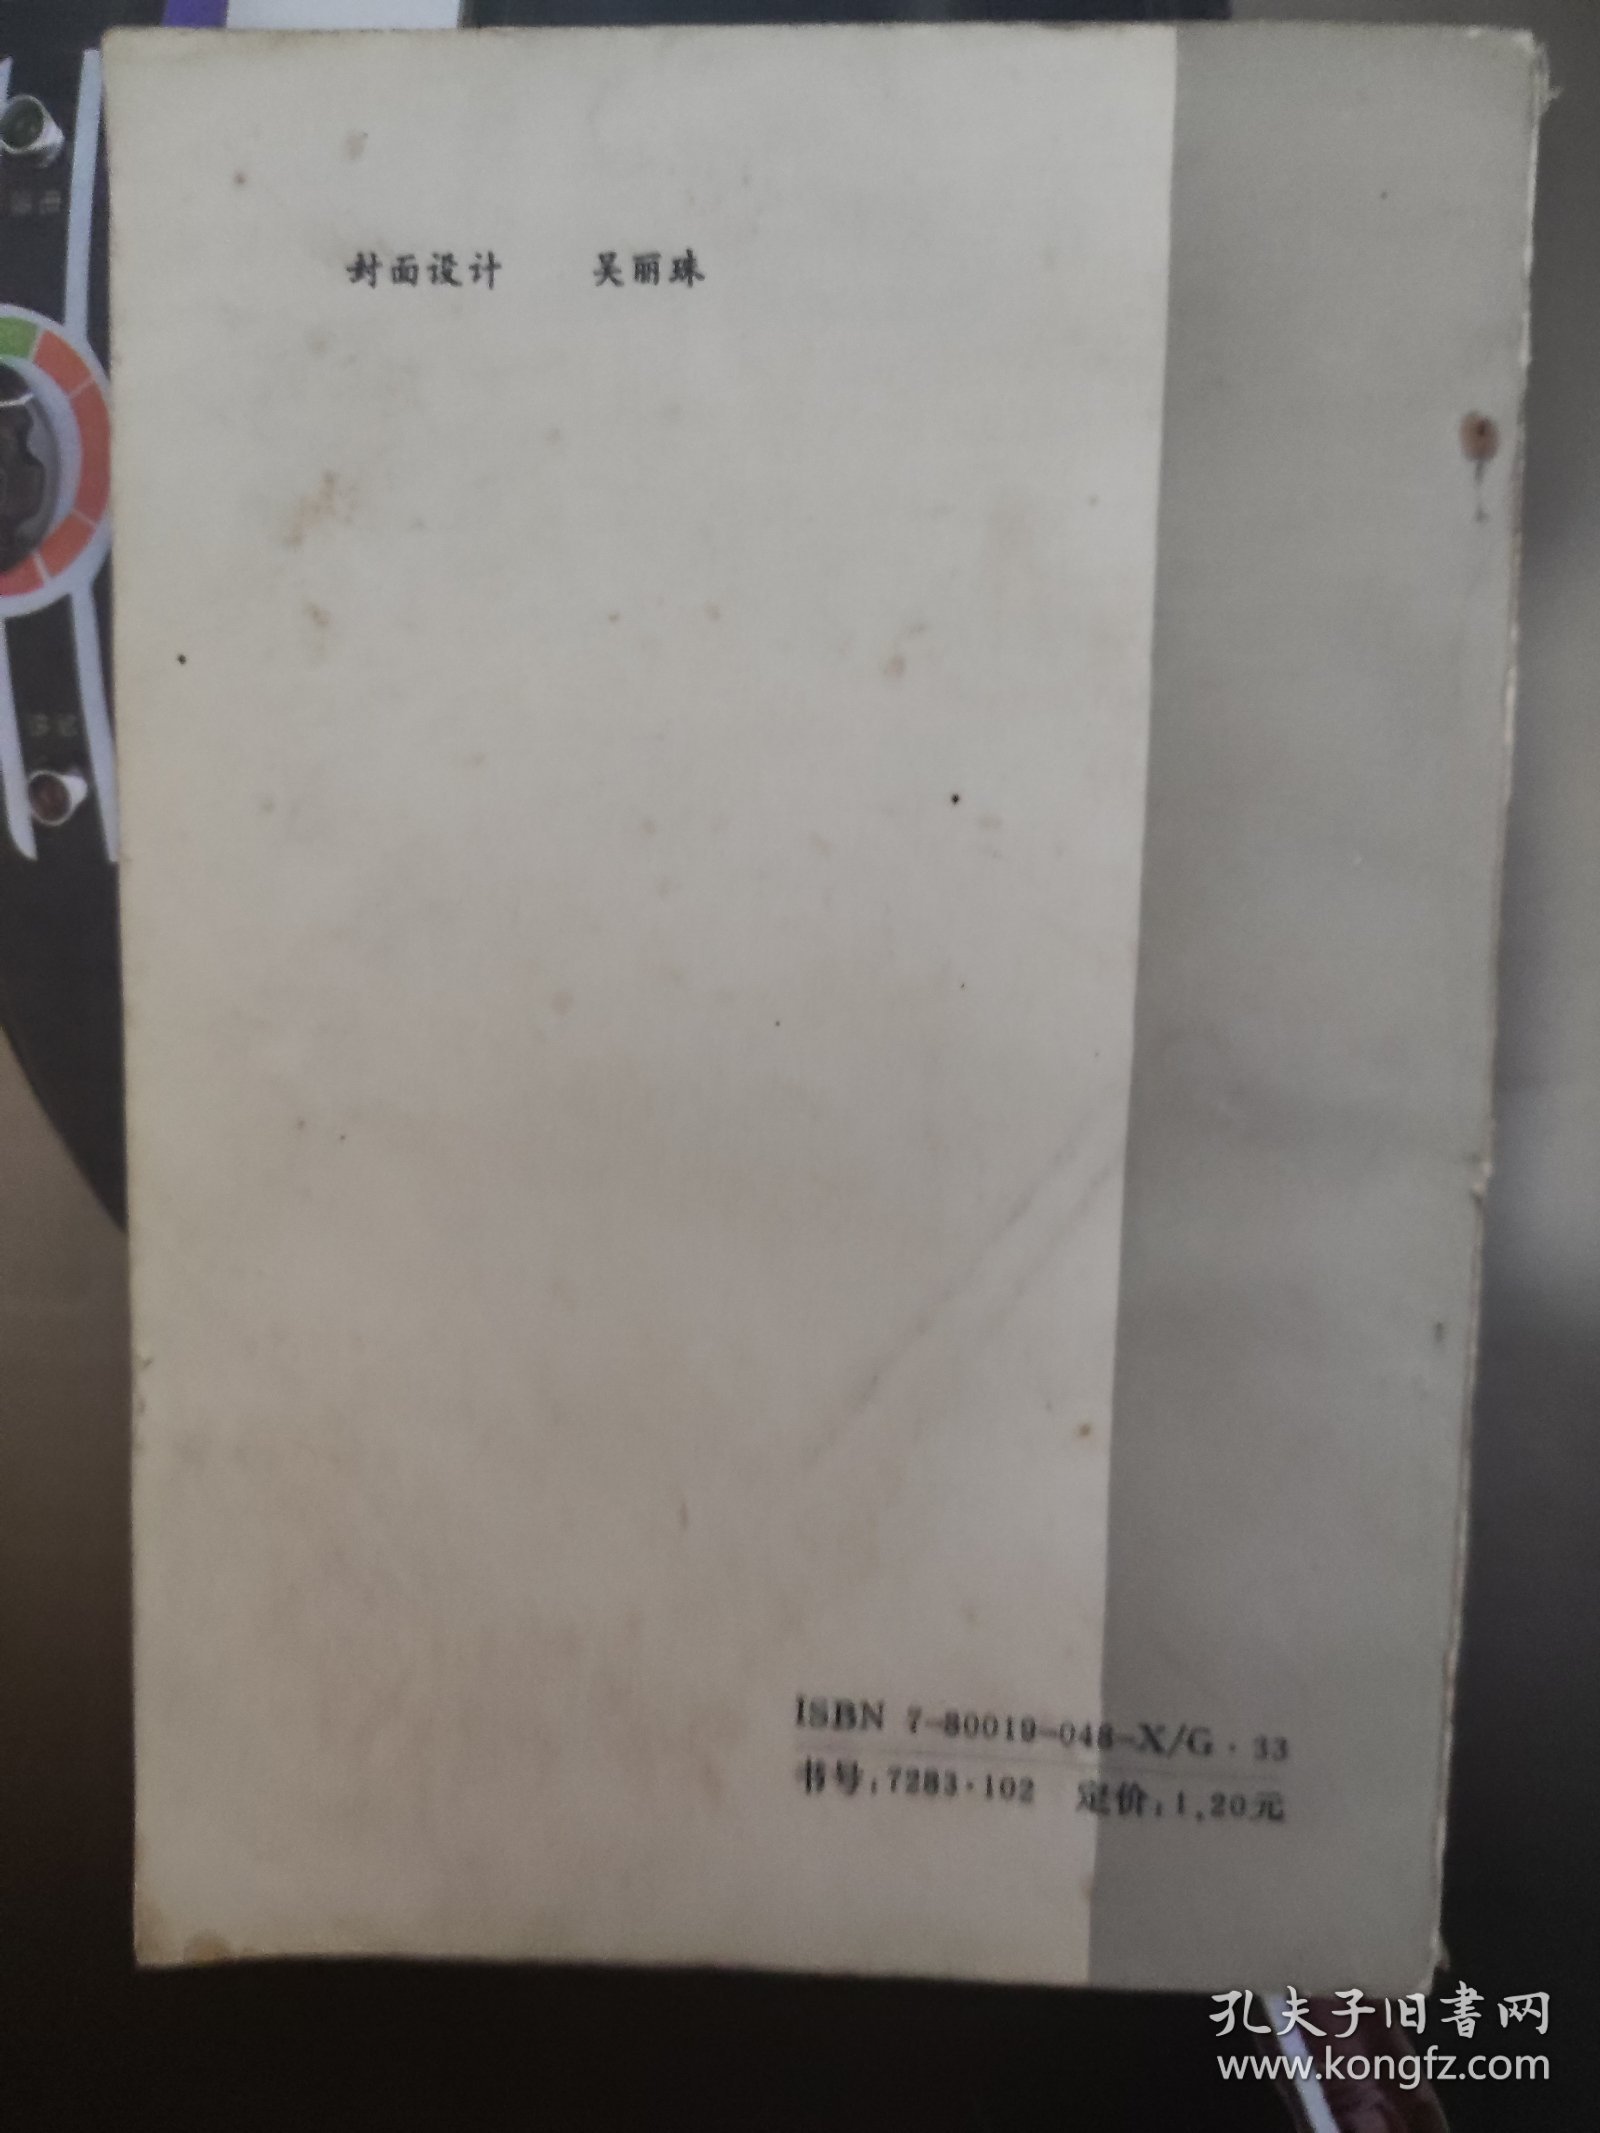 封面设计 吴丽珠
ISBN 7-80019-048-X/G·33
书号:7283·102 定价:1.20元
孔夫子旧書网
www.kongfz.com